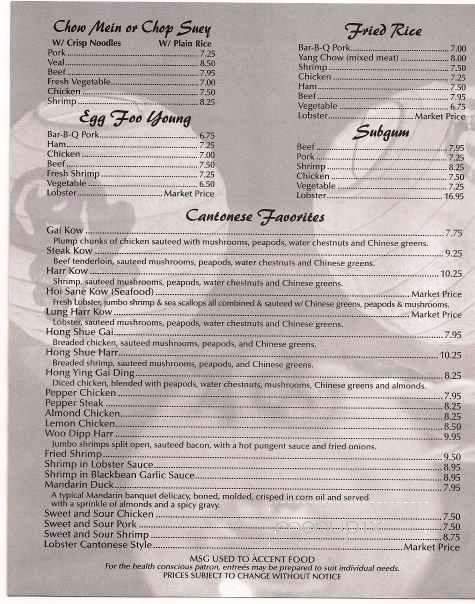 Chow Mein or Chop Suey
W/ Crisp Noodles W/ Plain Rice
Pork 7.25
Veal 8.50
Beef 7.95
Fresh Vegetable 7.00
Chicken 7.50
Shrimp 8.25
Egg Foo Young
Bar-B-Q Pork 6.75
Ham 7.25
Chicken 7.00
Beef 7.50
Fresh Shrimp 7.25
Vegetable 6.50
Lobster Market Price
Fried Rice
Bar-B-Q Pork 7.00
Yang Chow (mixed meat) 8.00
Shrimp 7.50
Chicken 7.25
Ham 7.50
Beef 7.95
Vegetable 6.75
Lobster Market Price
Subgum
Beef 7.95
Pork 7.25
Shrimp 8.25
Chicken 7.50
Vegetable 7.25
Lobster 16.95
Cantonese Favorites
Gai Kow 7.75
Plump chunks of chicken sauteed with mushrooms, peapods, water chestnuts and Chinese greens.
Steak Kow 9.25
Beef tenderloin, sauteed mushrooms, peapods, water chestnuts and Chinese greens.
Harr Kow 10.25
Shrimp, sauteed mushrooms, peapods, water chestnuts and Chinese greens.
Hoi Sane Kow (Seafood) Market Price
Fresh Lobster, jumbo shrimp & sea scallops all combined & sauteed w/ Chinese greens, peapods & mushrooms.
Lung Harr Kow Market Price
Lobster, sauteed mushrooms, peapods, water chestnuts and Chinese greens.
Hong Shue Gai 7.95
Breaded chicken, sauteed mushrooms, peapods, and Chinese greens.
Hong Shue Harr 10.25
Breaded shrimp, sauteed mushrooms, peapods, and Chinese greens.
Hong Ying Gai Ding 8.25
Diced chicken, blended with peapods, water chestnuts, mushrooms, Chinese greens and almonds.
Pepper Chicken 7.95
Pepper Steak 8.25
Almond Chicken 8.25
Lemon Chicken 8.50
Woo Dipp Harr 9.95
Jumbo shrimps split open, sauteed bacon, with a hot pungent sauce and fried onions.
Fried Shrimp 9.50
Shrimp in Lobster Sauce 8.95
Shrimp in Blackbean Garlic Sauce 8.95
Mandarin Duck 7.95
A typical Mandarin banquet delicacy, boned, molded, crisped in corn oil and served
with a sprinkle of almonds and a spicy gravy.
Sweet and Sour Chicken 7.50
Sweet and Sour Pork 7.50
Sweet and Sour Shrimp 8.75
Lobster Cantonese Style Market Price
MSG USED TO ACCENT FOOD
For the health conscious patron, entreés may be prepared to suit individual needs.
PRICES SUBJECT TO CHANGE WITHOUT NOTICE